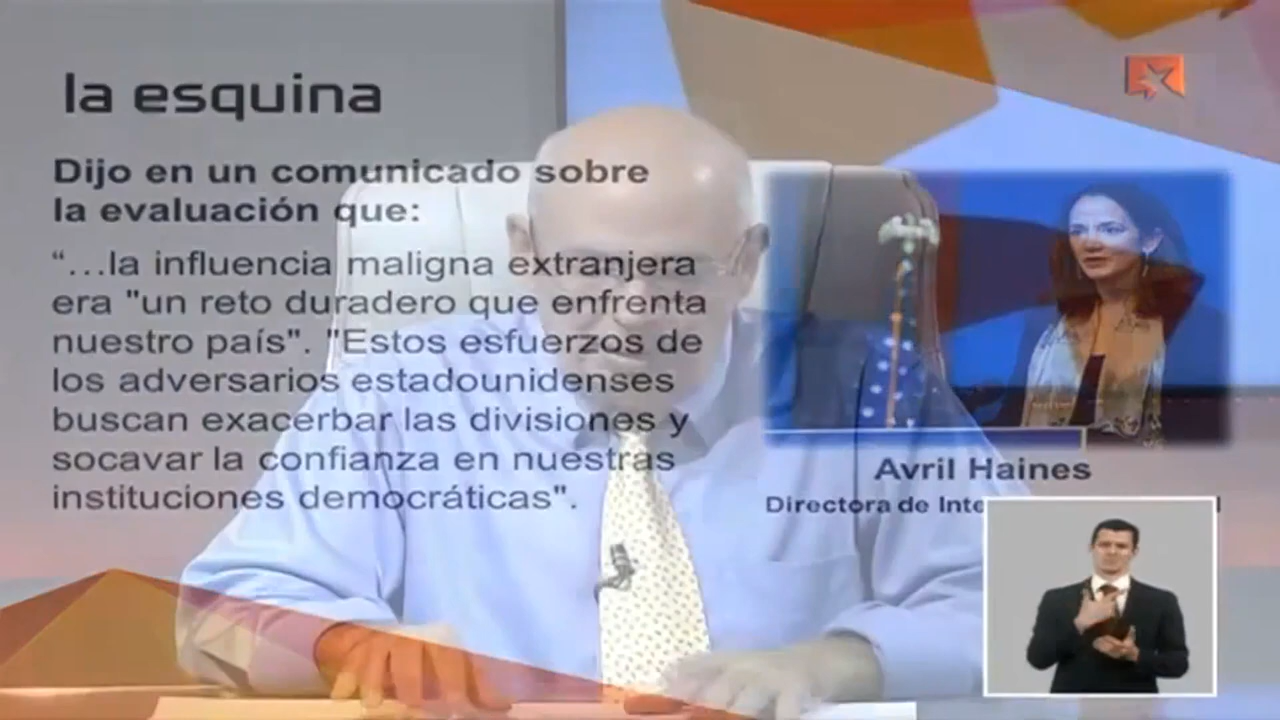 la esquina
Dijo en un comunicado sobre
la evaluación que:
“…la influencia maligna extranjera
era "un reto duradero que enfrenta
nuestro país". "Estos esfuerzos de
los adversarios estadounidenses
buscan exacerbar las divisiones y
socavar la confianza en nuestras
instituciones democráticas".
Avril Haines
Directora de